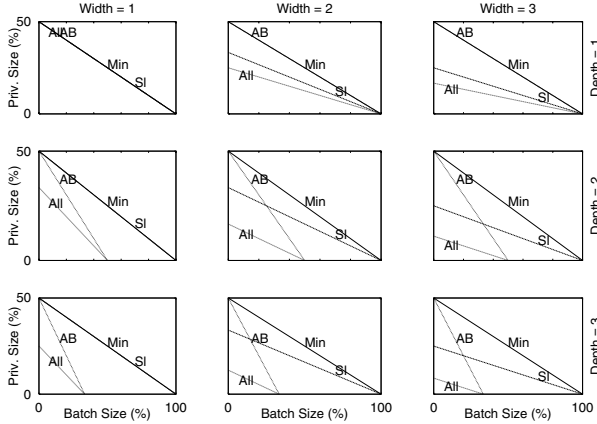 Width = 1
Width = 2
Width = 3
50
Priv. Size (%)
0
All AB
Min
SI
AB
Min
All
SI
AB
Min
All
SI
Depth = 1
50
Priv. Size (%)
0
AB
All
Min
SI
AB
Min
All
SI
AB
Min
All
SI
Depth = 2
50
Priv. Size (%)
0
AB
All
Min
SI
AB
Min
All
SI
AB
Min
All
SI
Depth = 3
0
Batch Size (%)
100
0
Batch Size (%)
100
0
Batch Size (%)
100